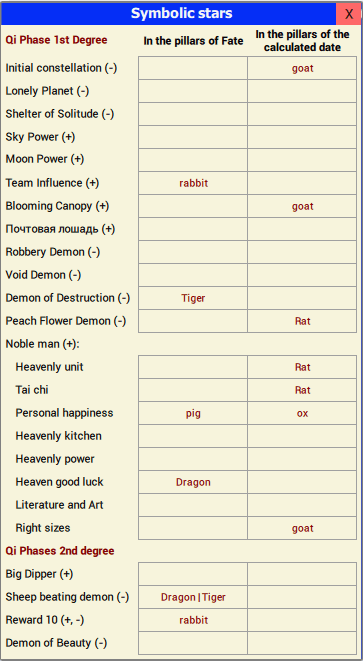 Symbolic stars X
Qi Phase 1st Degree In the pillars of Fate In the pillars of the
calculated date
Initial constellation (-) goat
Lonely Planet (-)
Shelter of Solitude (-)
Sky Power (+)
Moon Power (+)
Team Influence (+) rabbit
Blooming Canopy (+) goat
Почтовая лошадь (+)
Robbery Demon (-)
Void Demon (-)
Demon of Destruction (-) Tiger
Peach Flower Demon (-) Rat
Noble man (+):
Heavenly unit Rat
Tai chi Rat
Personal happiness pig ox
Heavenly kitchen
Heavenly power
Heaven good luck Dragon
Literature and Art
Right sizes goat
Qi Phases 2nd degree
Big Dipper (+)
Sheep beating demon (-) Dragon|Tiger
Reward 10 (+, -) rabbit
Demon of Beauty (-)